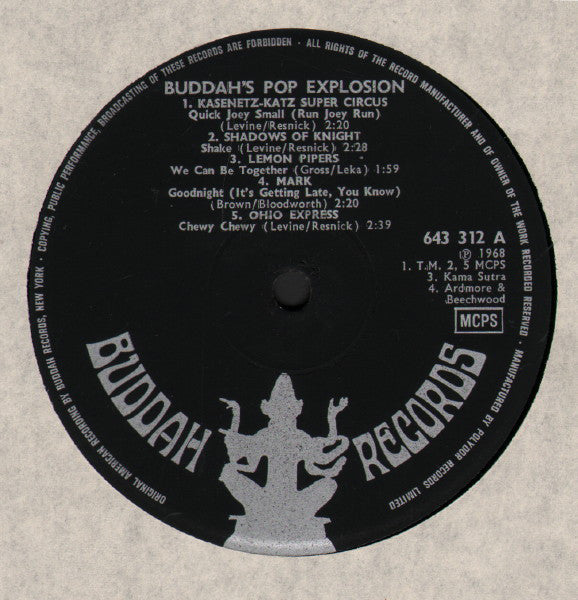 ORIGINAL AMERICAN RECORDING BY BUDDAH RECORDS, NEW YORK · COPYING, PUBLIC PERFORMANCE, BROADCASTING OF THESE RECORDS ARE FORBIDDEN · ALL RIGHTS OF THE RECORD MANUFACTURER AND OF OWNER OF THE WORK RECORDED RESERVED · MANUFACTURED BY POLYDOR RECORDS LIMITED
BUDDAH'S POP EXPLOSION
1. KASENETZ-KATZ SUPER CIRCUS
Quick Joey Small (Run Joey Run)
(Levine/Resnick) 2:20
2. SHADOWS OF KNIGHT
Shake (Levine/Resnick) 2:28
3. LEMON PIPERS
We Can Be Together (Gross/Leka) 1:59
4. MARK
Goodnight (It's Getting Late, You Know)
(Brown/Bloodworth) 2:20
5. OHIO EXPRESS
Chewy Chewy (Levine/Resnick) 2:39
643 312 A
Ⓟ 1968
1. T.M. 2, 5 MCPS
3. Kama Sutra
4. Ardmore &
Beechwood
MCPS
BUDDAH RECORDS